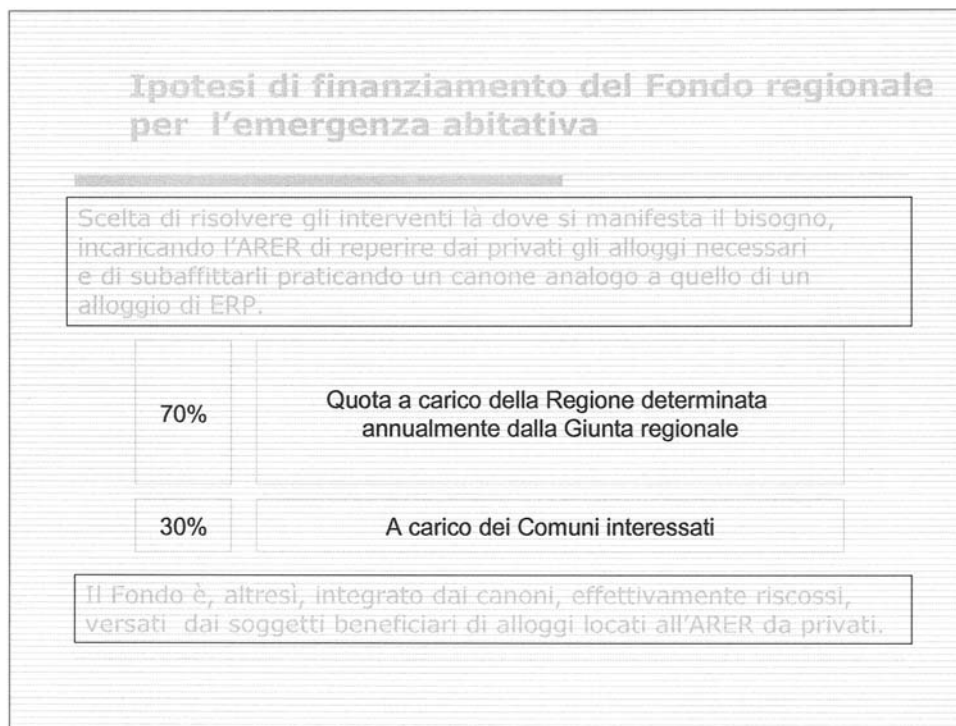 Ipotesi di finanziamento del Fondo regionale
per l'emergenza abitativa
Scelta di risolvere gli interventi là dove si manifesta il bisogno,
incaricando l'ARER di reperire dai privati gli alloggi necessari
e di subaffittarli praticando un canone analogo a quello di un
alloggio di ERP.
70%
Quota a carico della Regione determinata
annualmente dalla Giunta regionale
30%
A carico dei Comuni interessati
Il Fondo è, altresì, integrato dai canoni, effettivamente riscossi,
versati dai soggetti beneficiari di alloggi locati all'ARER da privati.